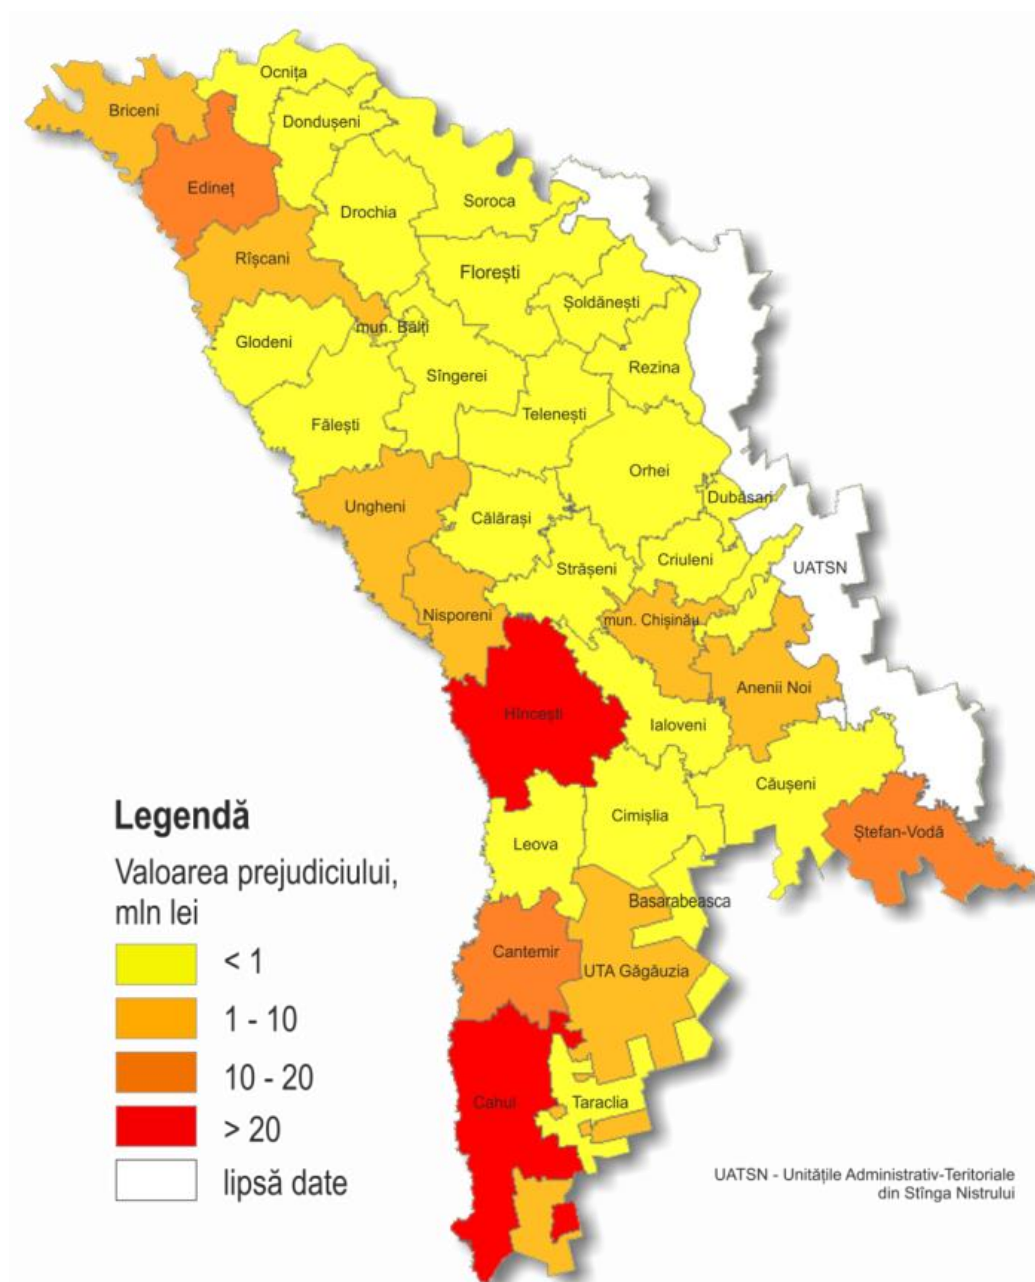 Ocnița
Briceni
Dondușeni
Edineț
Soroca
Drochia
Rîșcani
Florești
Șoldănești
mun. Bălți
Glodeni
Rezina
Sîngerei
Telenești
Fălești
Orhei
Dubăsari
Ungheni
Călărași
Criuleni
Strășeni
UATSN
Nisporeni
mun. Chișinău
Anenii Noi
Hîncești
Ialoveni
Căușeni
Cimișlia
Ștefan-Vodă
Leova
Basarabeasca
Cantemir
UTA Găgăuzia
Cahul
Taraclia
Legendă
Valoarea prejudiciului,
mln lei
< 1
1 - 10
10 - 20
> 20
lipsă date
UATSN - Unitățile Administrativ-Teritoriale
din Stînga Nistrului